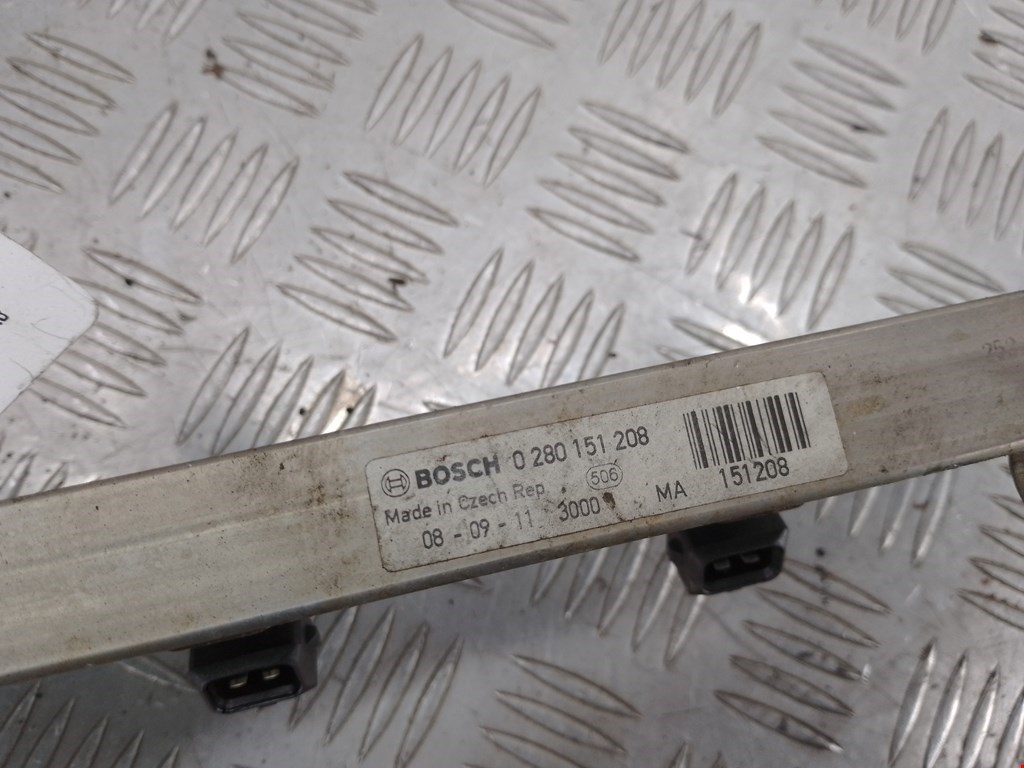 BOSCH 0 280 151 208
Made in Czech Rep. 506
08 - 09 - 11 3000 MA 151208